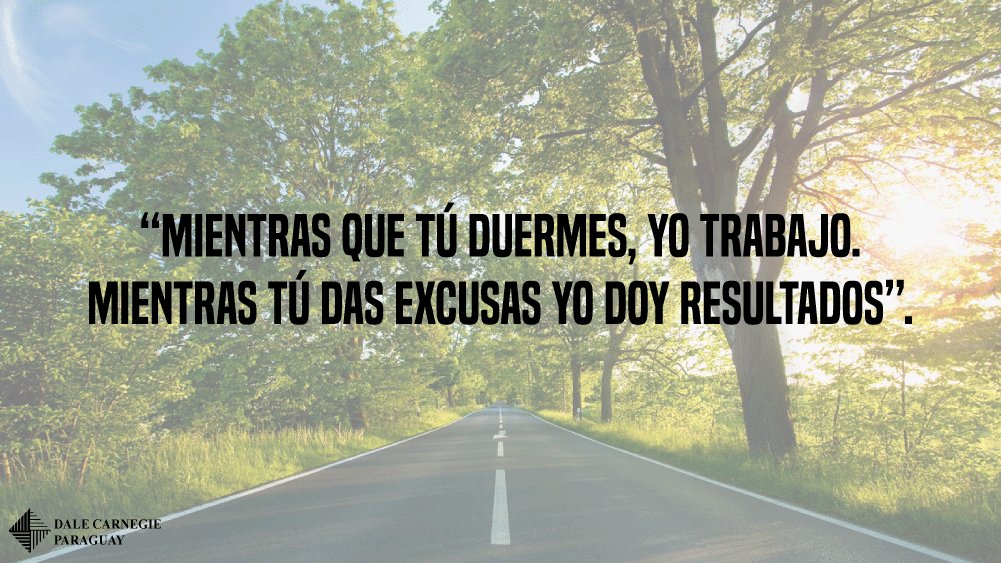 “MIENTRAS QUE TÚ DUERMES, YO TRABAJO.
MIENTRAS TÚ DAS EXCUSAS YO DOY RESULTADOS”.
DALE CARNEGIE
PARAGUAY